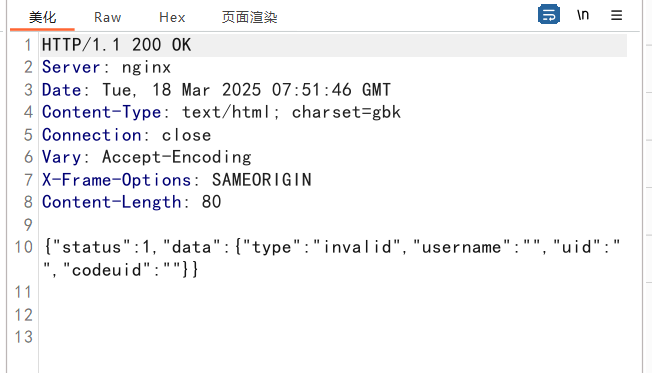 美化 Raw Hex 页面渲染 \n ☰
1 HTTP/1.1 200 OK
2 Server: nginx
3 Date: Tue, 18 Mar 2025 07:51:46 GMT
4 Content-Type: text/html; charset=gbk
5 Connection: close
6 Vary: Accept-Encoding
7 X-Frame-Options: SAMEORIGIN
8 Content-Length: 80
9
10 {"status":1,"data":{"type":"invalid","username":"","uid":"
","codeuid":""}}
11
12
13